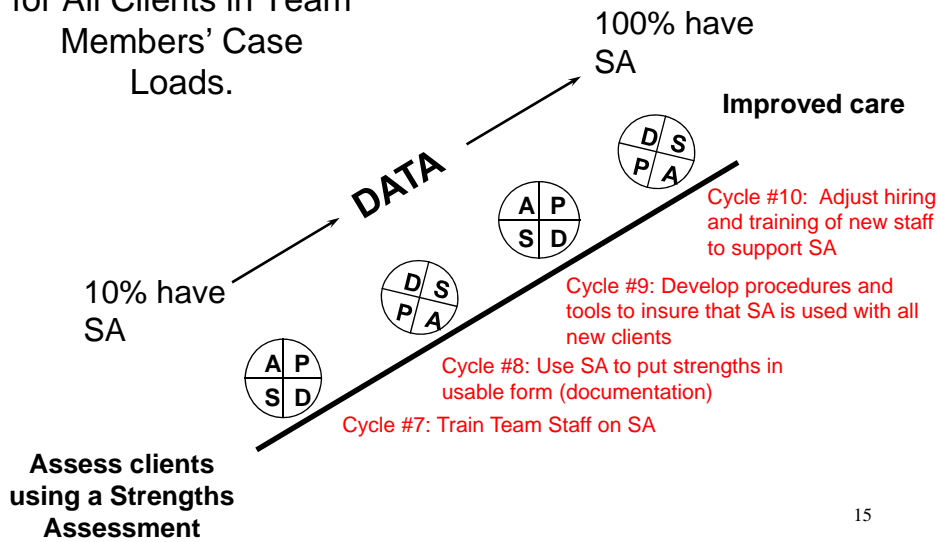 for All Clients in Team
Members' Case
Loads.
100% have
SA
Improved care
DATA
10% have
SA
D S
P A
A P
S D
D S
P A
A P
S D
Cycle #10: Adjust hiring
and training of new staff
to support SA
Cycle #9: Develop procedures and
tools to insure that SA is used with all
new clients
Cycle #8: Use SA to put strengths in
usable form (documentation)
Cycle #7: Train Team Staff on SA
Assess clients
using a Strengths
Assessment
15